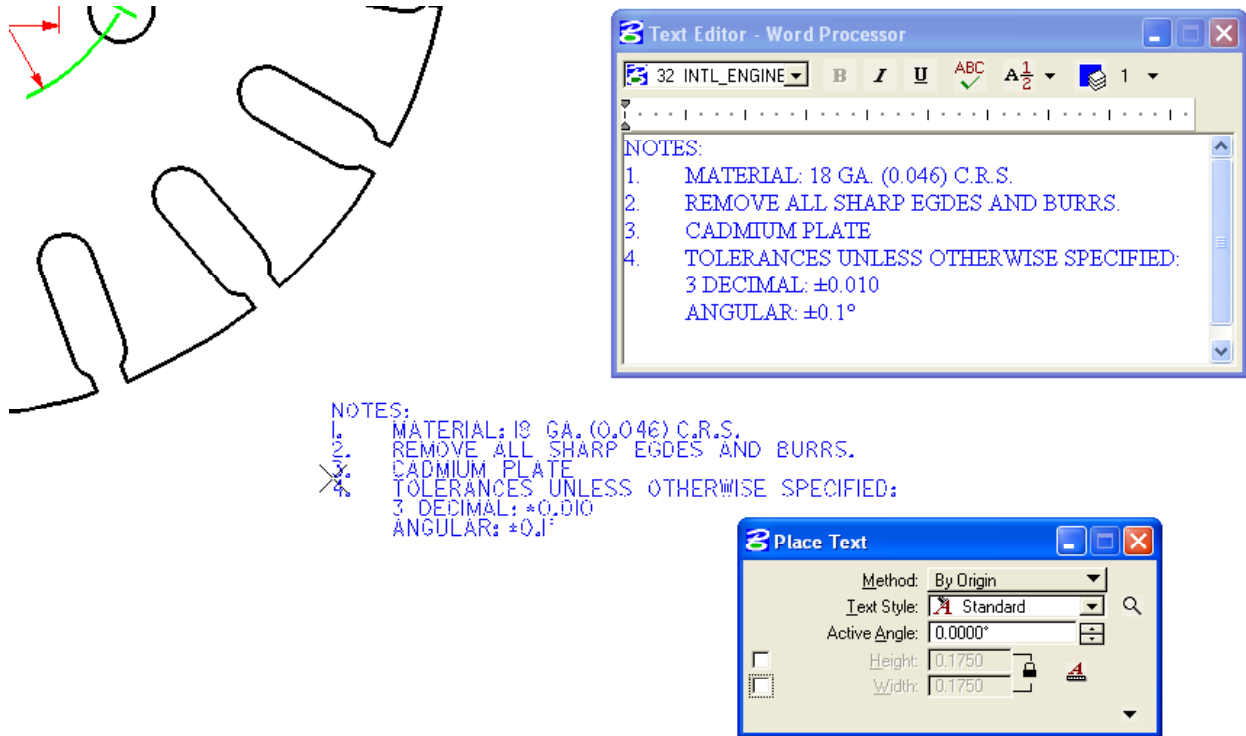 Text Editor - Word Processor
32 INTL_ENGINE B I U ABC A½ 1
NOTES:
1. MATERIAL: 18 GA. (0.046) C.R.S.
2. REMOVE ALL SHARP EGDES AND BURRS.
3. CADMIUM PLATE
4. TOLERANCES UNLESS OTHERWISE SPECIFIED:
3 DECIMAL: ±0.010
ANGULAR: ±0.1°
NOTES:
1. MATERIAL: 18 GA. (0.046) C.R.S.
2. REMOVE ALL SHARP EGDES AND BURRS.
3. CADMIUM PLATE
4. TOLERANCES UNLESS OTHERWISE SPECIFIED:
3 DECIMAL: ±0.010
ANGULAR: ±0.1°
Place Text
Method: By Origin
Text Style: A Standard
Active Angle: 0.0000°
Height: 0.1750
Width: 0.1750
A